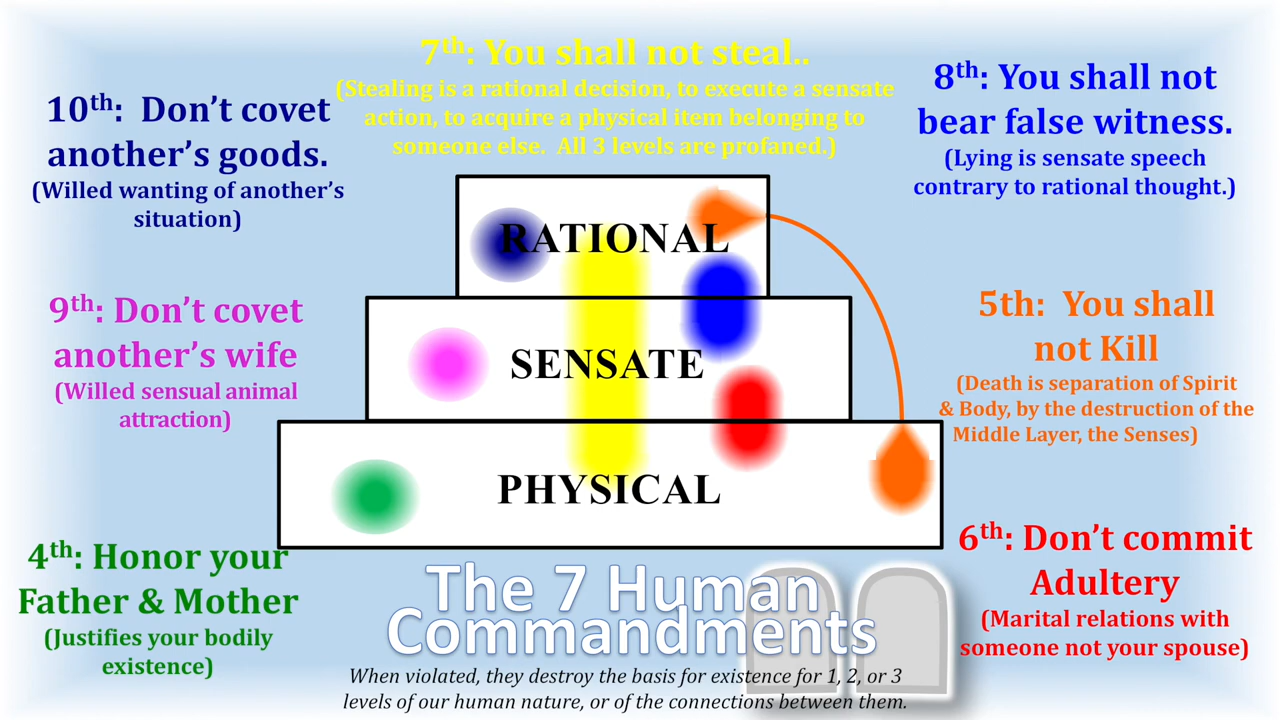 7th: You shall not steal..
(Stealing is a rational decision, to execute a sensate
action, to acquire a physical item belonging to
someone else.  All 3 levels are profaned.)
10th:  Don't covet
another's goods.
(Willed wanting of another's
situation)
8th: You shall not
bear false witness.
(Lying is sensate speech
contrary to rational thought.)
RATIONAL
9th: Don't covet
another's wife
(Willed sensual animal
attraction)
SENSATE
5th:  You shall
not Kill
(Death is separation of Spirit
& Body, by the destruction of the
Middle Layer, the Senses)
PHYSICAL
4th: Honor your
Father & Mother
(Justifies your bodily
existence)
6th: Don't commit
Adultery
(Marital relations with
someone not your spouse)
The 7 Human
Commandments
When violated, they destroy the basis for existence for 1, 2, or 3
levels of our human nature, or of the connections between them.